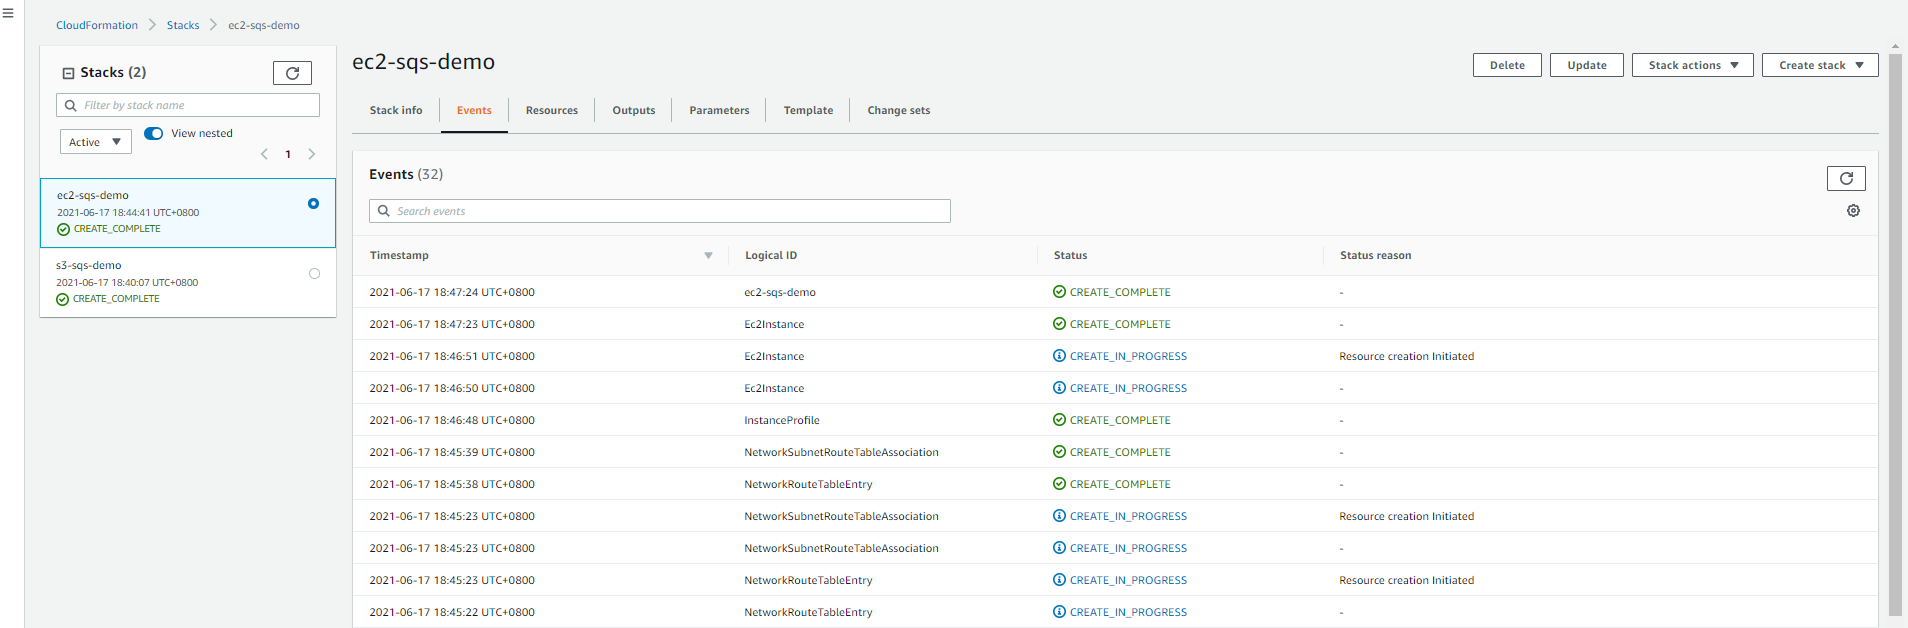 CloudFormation > Stacks > ec2-sqs-demo
Stacks (2)
Filter by stack name
Active
View nested
1
ec2-sqs-demo
2021-06-17 18:44:41 UTC+0800
CREATE_COMPLETE
s3-sqs-demo
2021-06-17 18:40:07 UTC+0800
CREATE_COMPLETE
ec2-sqs-demo
Delete Update Stack actions Create stack
Stack info Events Resources Outputs Parameters Template Change sets
Events (32)
Search events
Timestamp Logical ID Status Status reason
2021-06-17 18:47:24 UTC+0800 ec2-sqs-demo CREATE_COMPLETE -
2021-06-17 18:47:23 UTC+0800 Ec2Instance CREATE_COMPLETE -
2021-06-17 18:46:51 UTC+0800 Ec2Instance CREATE_IN_PROGRESS Resource creation Initiated
2021-06-17 18:46:50 UTC+0800 Ec2Instance CREATE_IN_PROGRESS -
2021-06-17 18:46:48 UTC+0800 InstanceProfile CREATE_COMPLETE -
2021-06-17 18:45:39 UTC+0800 NetworkSubnetRouteTableAssociation CREATE_COMPLETE -
2021-06-17 18:45:38 UTC+0800 NetworkRouteTableEntry CREATE_COMPLETE -
2021-06-17 18:45:23 UTC+0800 NetworkSubnetRouteTableAssociation CREATE_IN_PROGRESS Resource creation Initiated
2021-06-17 18:45:23 UTC+0800 NetworkSubnetRouteTableAssociation CREATE_IN_PROGRESS -
2021-06-17 18:45:23 UTC+0800 NetworkRouteTableEntry CREATE_IN_PROGRESS Resource creation Initiated
2021-06-17 18:45:22 UTC+0800 NetworkRouteTableEntry CREATE_IN_PROGRESS -